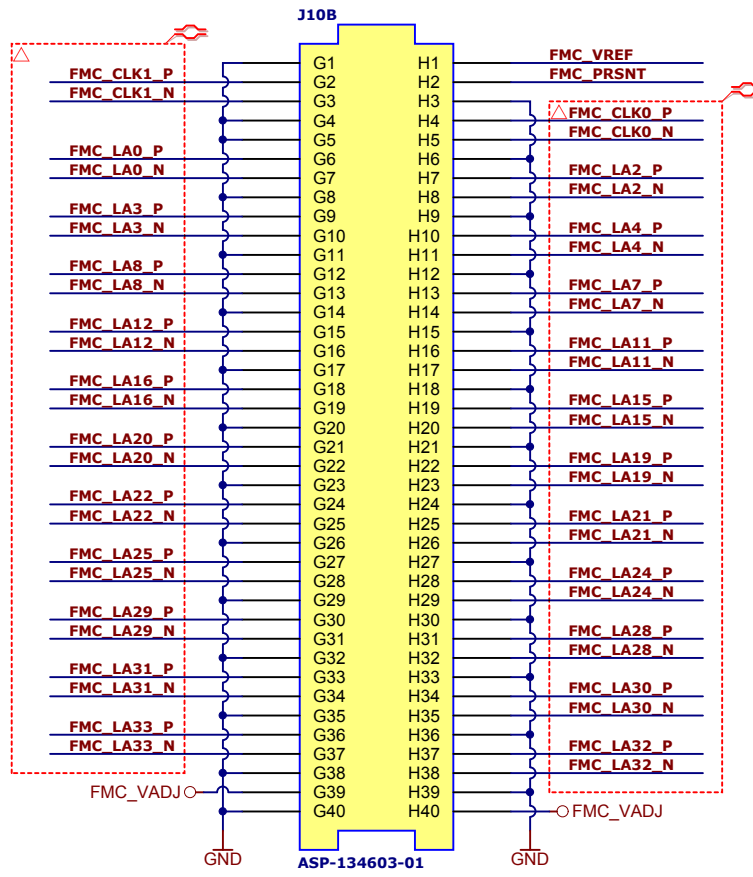 J10B
G1 H1 FMC_VREF
FMC_CLK1_P G2 H2 FMC_PRSNT
FMC_CLK1_N G3 H3
G4 H4 FMC_CLK0_P
G5 H5 FMC_CLK0_N
FMC_LA0_P G6 H6
FMC_LA0_N G7 H7 FMC_LA2_P
G8 H8 FMC_LA2_N
FMC_LA3_P G9 H9
FMC_LA3_N G10 H10 FMC_LA4_P
G11 H11 FMC_LA4_N
FMC_LA8_P G12 H12
FMC_LA8_N G13 H13 FMC_LA7_P
G14 H14 FMC_LA7_N
FMC_LA12_P G15 H15
FMC_LA12_N G16 H16 FMC_LA11_P
G17 H17 FMC_LA11_N
FMC_LA16_P G18 H18
FMC_LA16_N G19 H19 FMC_LA15_P
G20 H20 FMC_LA15_N
FMC_LA20_P G21 H21
FMC_LA20_N G22 H22 FMC_LA19_P
G23 H23 FMC_LA19_N
FMC_LA22_P G24 H24
FMC_LA22_N G25 H25 FMC_LA21_P
G26 H26 FMC_LA21_N
FMC_LA25_P G27 H27
FMC_LA25_N G28 H28 FMC_LA24_P
G29 H29 FMC_LA24_N
FMC_LA29_P G30 H30
FMC_LA29_N G31 H31 FMC_LA28_P
G32 H32 FMC_LA28_N
FMC_LA31_P G33 H33
FMC_LA31_N G34 H34 FMC_LA30_P
G35 H35 FMC_LA30_N
FMC_LA33_P G36 H36
FMC_LA33_N G37 H37 FMC_LA32_P
G38 H38 FMC_LA32_N
FMC_VADJ G39 H39
G40 H40 FMC_VADJ
GND ASP-134603-01 GND